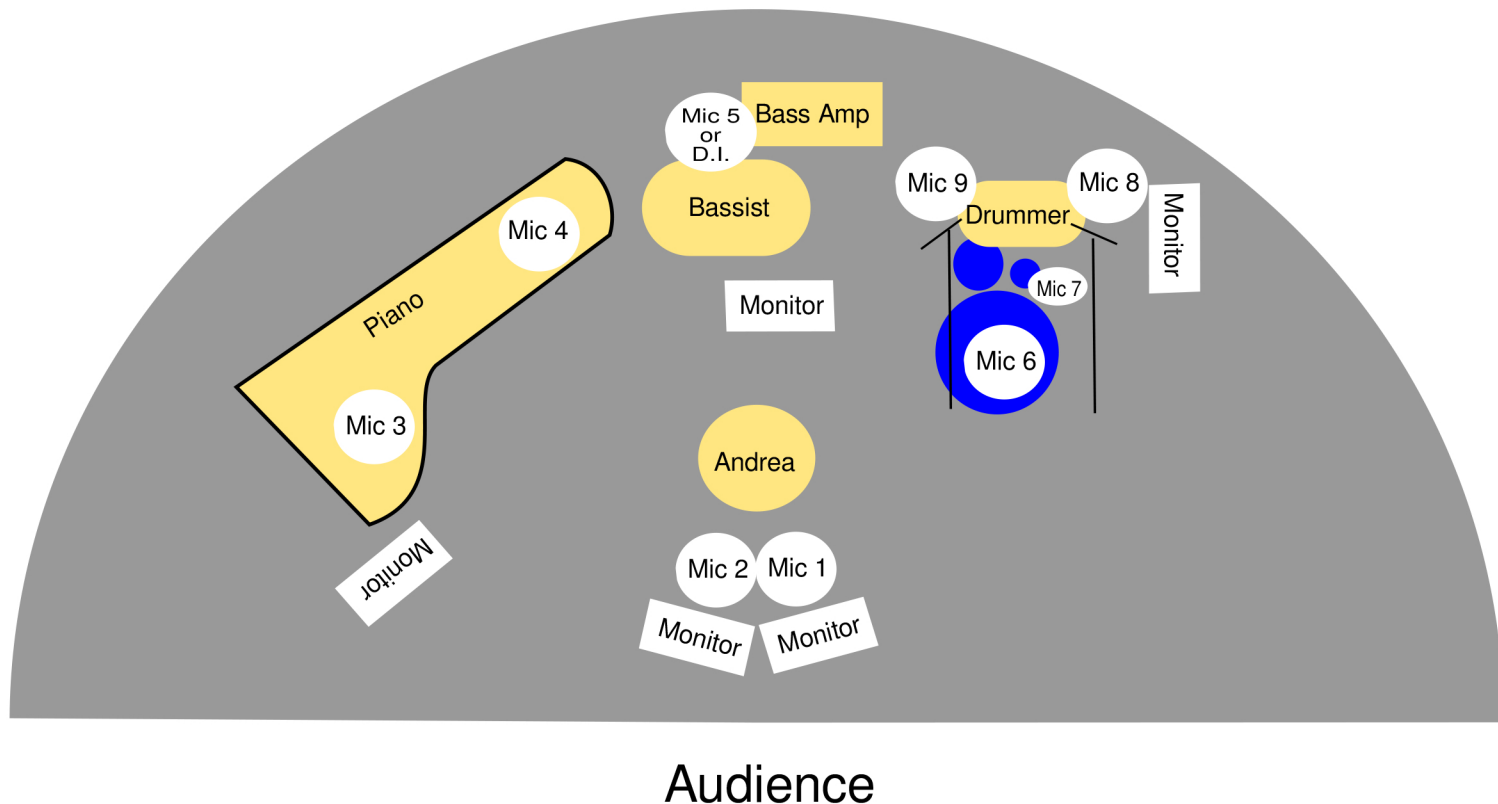 Mic 5
or
D.I.
Bass Amp
Mic 9
Drummer
Mic 8
Monitor
Bassist
Mic 4
Mic 7
Piano
Monitor
Mic 6
Mic 3
Andrea
Monitor
Mic 2
Mic 1
Monitor
Monitor
Audience